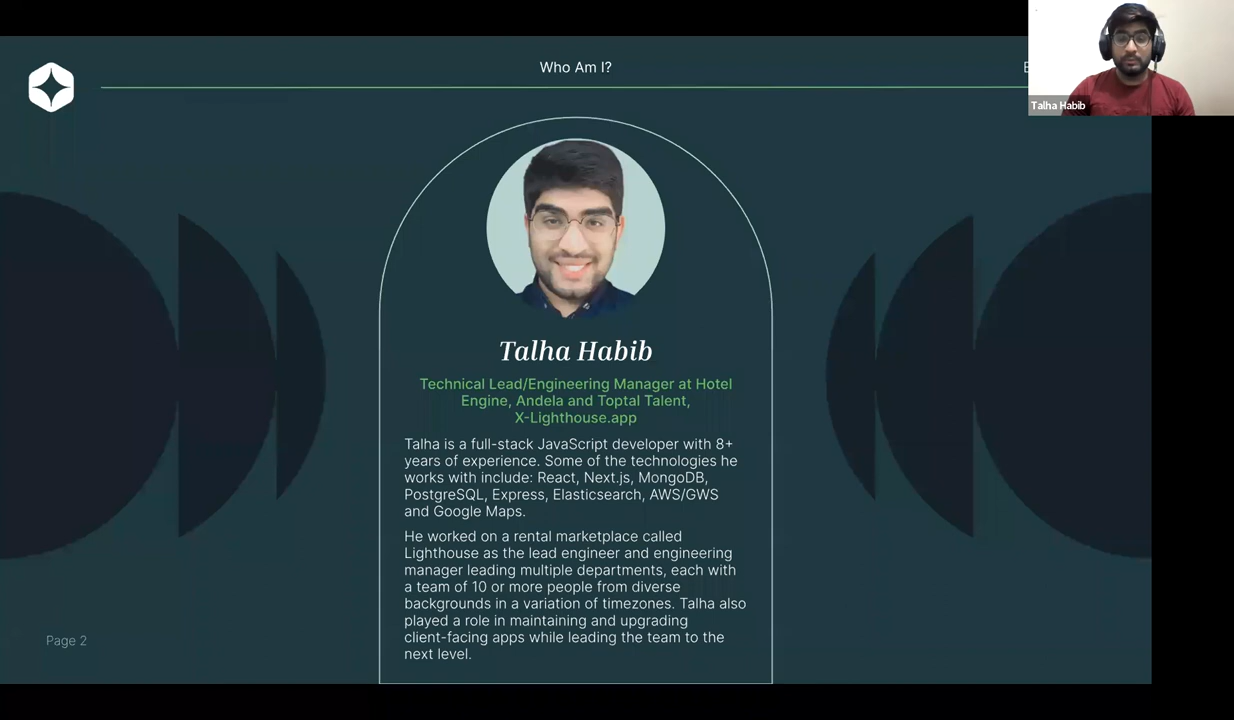 Who Am I?
E
Talha Habib
Talha Habib
Technical Lead/Engineering Manager at Hotel
Engine, Andela and Toptal Talent,
X-Lighthouse.app
Talha is a full-stack JavaScript developer with 8+
years of experience. Some of the technologies he
works with include: React, Next.js, MongoDB,
PostgreSQL, Express, Elasticsearch, AWS/GWS
and Google Maps.
He worked on a rental marketplace called
Lighthouse as the lead engineer and engineering
manager leading multiple departments, each with
a team of 10 or more people from diverse
backgrounds in a variation of timezones. Talha also
played a role in maintaining and upgrading
client-facing apps while leading the team to the
next level.
Page 2